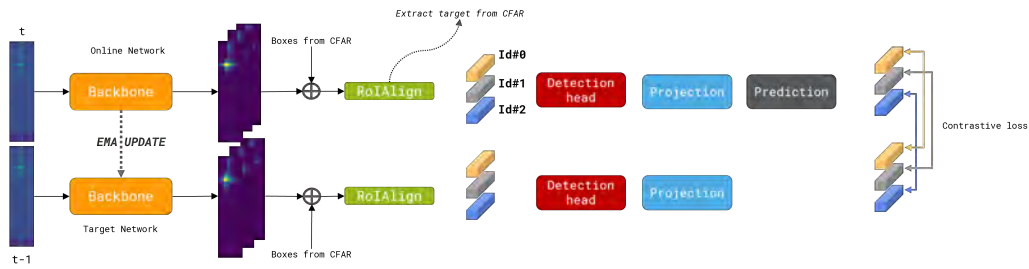 Extract target from CFAR
t
Online Network
Boxes from CFAR
Id#0
Id#1
Id#2
Backbone
RoIAlign
Detection
head
Projection
Prediction
EMA UPDATE
Contrastive loss
Backbone
RoIAlign
Detection
head
Projection
Target Network
Boxes from CFAR
t-1